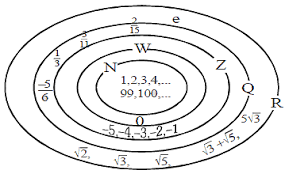 2/15 e
3/11
1/3
W
N Z
1,2,3,4,...
-5/6 99,100,... Q
R
0
-5,-4,-3,-2,-1 5√3
√2, √3, √5, √3+√5,